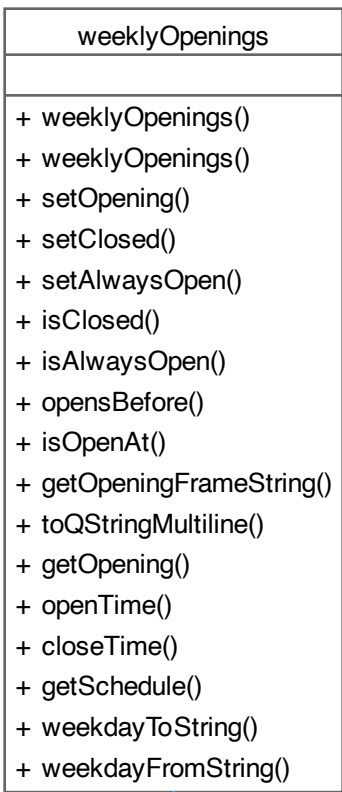 weeklyOpenings
+ weeklyOpenings()
+ weeklyOpenings()
+ setOpening()
+ setClosed()
+ setAlwaysOpen()
+ isClosed()
+ isAlwaysOpen()
+ opensBefore()
+ isOpenAt()
+ getOpeningFrameString()
+ toQStringMultiline()
+ getOpening()
+ openTime()
+ closeTime()
+ getSchedule()
+ weekdayToString()
+ weekdayFromString()